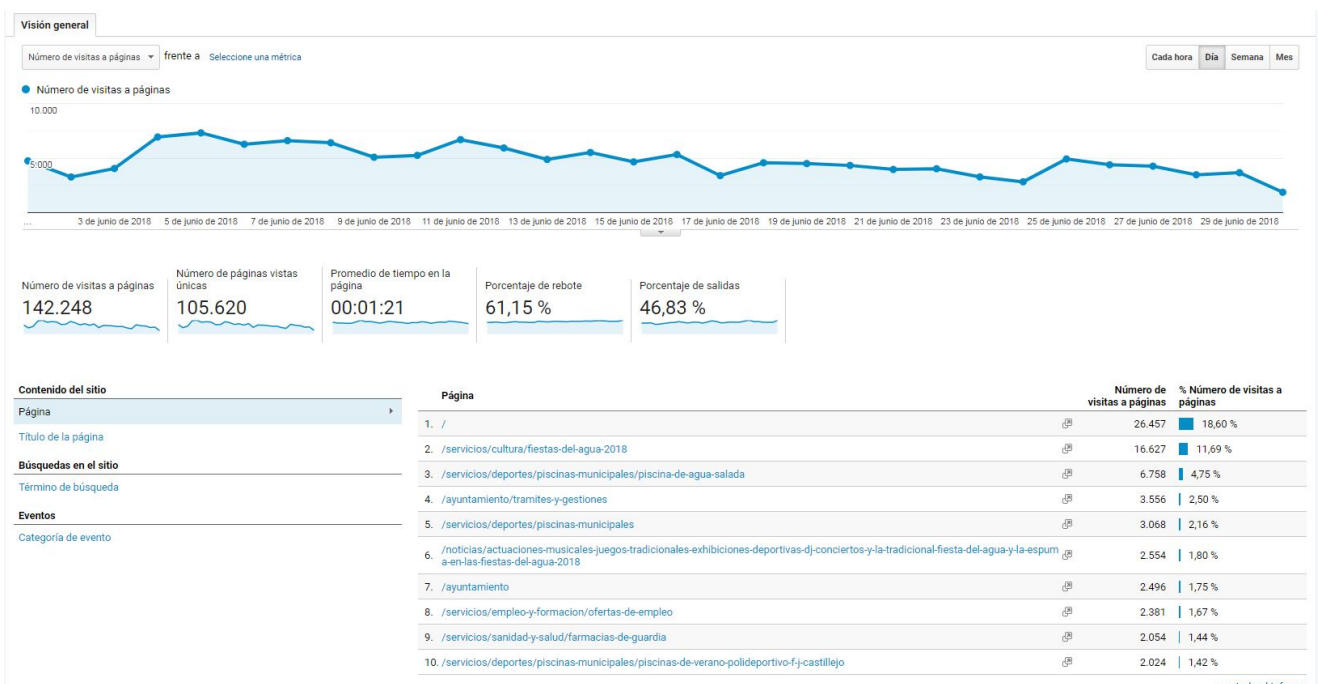 Visión general
Número de visitas a páginas frente a Seleccione una métrica
Cada hora Día Semana Mes
Número de visitas a páginas
10.000
5.000
... 3 de junio de 2018 5 de junio de 2018 7 de junio de 2018 9 de junio de 2018 11 de junio de 2018 13 de junio de 2018 15 de junio de 2018 17 de junio de 2018 19 de junio de 2018 21 de junio de 2018 23 de junio de 2018 25 de junio de 2018 27 de junio de 2018 29 de junio de 2018
Número de visitas a páginas
142.248
Número de páginas vistas
únicas
105.620
Promedio de tiempo en la
página
00:01:21
Porcentaje de rebote
61,15 %
Porcentaje de salidas
46,83 %
Contenido del sitio
Página
Título de la página
Búsquedas en el sitio
Término de búsqueda
Eventos
Categoría de evento
Página
Número de
visitas a páginas
% Número de visitas a
páginas
1. / 26.457 18,60 %
2. /servicios/cultura/fiestas-del-agua-2018 16.627 11,69 %
3. /servicios/deportes/piscinas-municipales/piscina-de-agua-salada 6.758 4,75 %
4. /ayuntamiento/tramites-y-gestiones 3.556 2,50 %
5. /servicios/deportes/piscinas-municipales 3.068 2,16 %
6. /noticias/actuaciones-musicales-juegos-tradicionales-exhibiciones-deportivas-dj-conciertos-y-la-tradicional-fiesta-del-agua-y-la-espum
a-en-las-fiestas-del-agua-2018 2.554 1,80 %
7. /ayuntamiento 2.496 1,75 %
8. /servicios/empleo-y-formacion/ofertas-de-empleo 2.381 1,67 %
9. /servicios/sanidad-y-salud/farmacias-de-guardia 2.054 1,44 %
10. /servicios/deportes/piscinas-municipales/piscinas-de-verano-polideportivo-f-j-castillejo 2.024 1,42 %